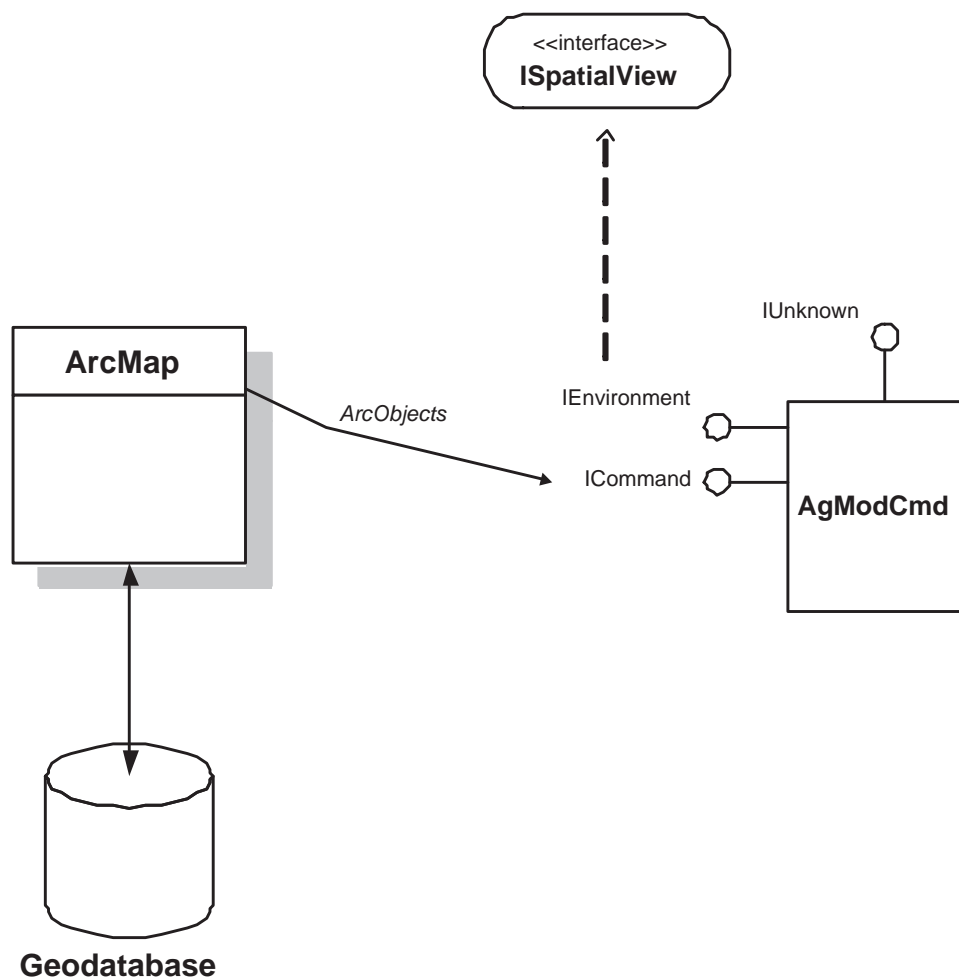 <<interface>>
ISpatialView
IUnknown
ArcMap
IEnvironment
ArcObjects
ICommand
AgModCmd
Geodatabase